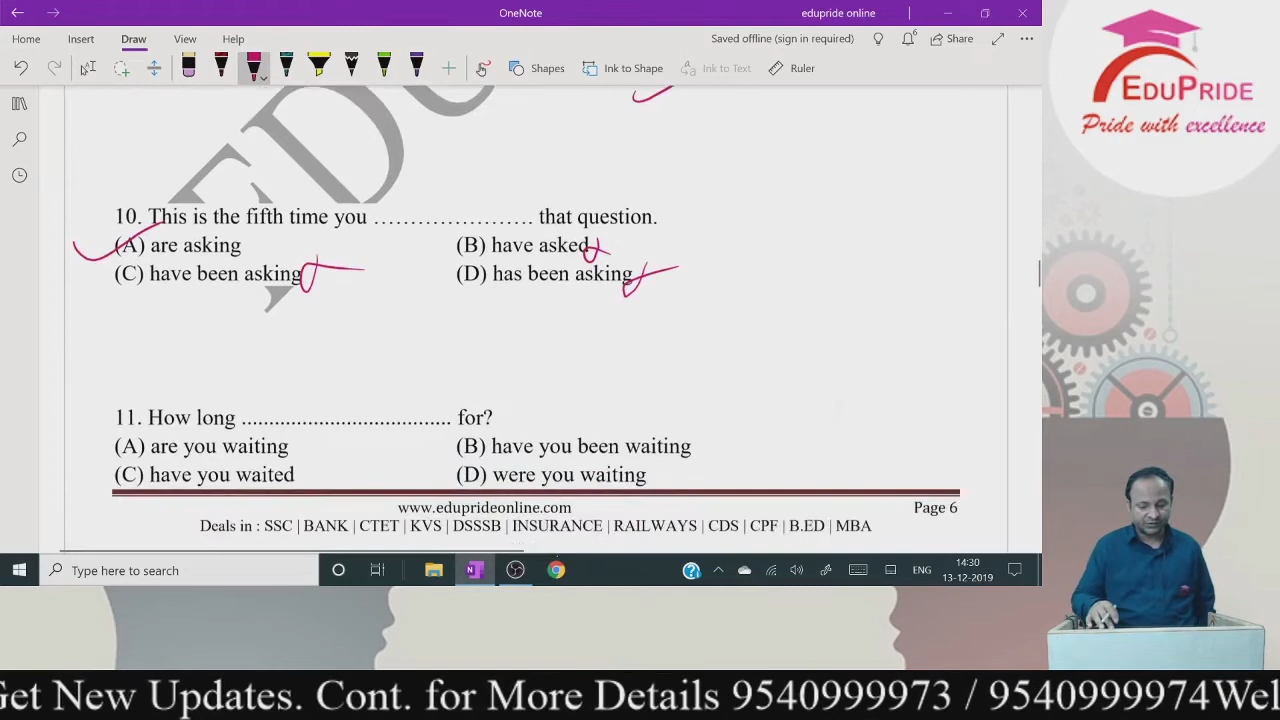 OneNote
edupride online
Home Insert Draw View Help
Saved offline (sign in required)
6
Share
Shapes
Ink to Shape
Ink to Text
Ruler
EDUPRIDE
Pride with excellence
10. This is the fifth time you ………………… that question.
(A) are asking
(B) have asked
(C) have been asking
(D) has been asking
11. How long ...................................... for?
(A) are you waiting
(B) have you been waiting
(C) have you waited
(D) were you waiting
www.eduprideonline.com
Page 6
Deals in : SSC | BANK | CTET | KVS | DSSSB | INSURANCE | RAILWAYS | CDS | CPF | B.ED | MBA
Type here to search
ENG
14:30
13-12-2019
Get New Updates. Cont. for More Details 9540999973 / 9540999974 Wel